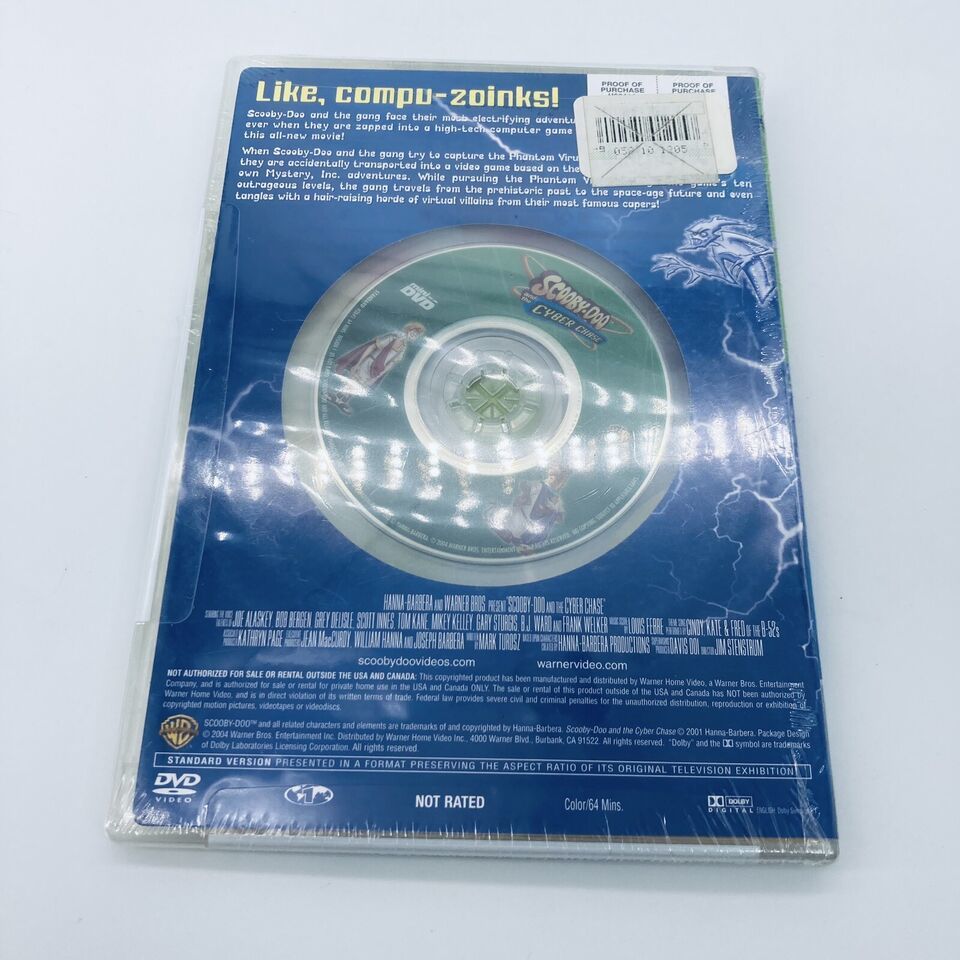 Like, compu-zoinks!
PROOF OF PURCHASE
PROOF OF PURCHASE
Scooby-Doo and the gang face their most electrifying
ever when they are zapped into a high-tech computer game
this all-new movie!
When Scooby-Doo and the gang try to capture the Phantom
they are accidentally transported into a video game based on
own Mystery, Inc. adventures. While pursuing the Phantom game's ten
outrageous levels, the gang travels from the prehistoric past to the space-age future and even
tangles with a hair-raising horde of virtual villains from their most famous capers!
mini DVD
SCOOBY-DOO
and the
CYBER CHASE
HANNA-BARBERA AND WARNER BROS. PRESENT "SCOOBY-DOO AND THE CYBER CHASE"
JOE ALASKEY BOB BERGEN GREY DELISLE SCOTT INNES TOM KANE MIKEY KELLEY GARY STURGIS B.J. WARD AND FRANK WELKER LOUIS FEBRE CINDY, KATE & FRED OF THE B-52s
KATHRYN PAGE JEAN MacCURDY, WILLIAM HANNA AND JOSEPH BARBERA MARK TUROSZ HANNA-BARBERA PRODUCTIONS DAVIS DOI JIM STENSTRUM
scoobydoovideos.com warnervideo.com
NOT AUTHORIZED FOR SALE OR RENTAL OUTSIDE THE USA AND CANADA: This copyrighted product has been manufactured and distributed by Warner Home Video, a Warner Bros. Entertainment
Company, and is authorized for sale or rental for private home use in the USA and Canada ONLY. The sale or rental of this product outside of the USA and Canada has NOT been authorized by
Warner Home Video, and is in direct violation of its written terms of trade. Federal law provides severe civil and criminal penalties for the unauthorized distribution, reproduction or exhibition of
copyrighted motion pictures, videotapes or videodiscs.
WB
SCOOBY-DOO™ and all related characters and elements are trademarks of and copyrighted by Hanna-Barbera. Scooby-Doo and the Cyber Chase © 2001 Hanna-Barbera. Package Design
© 2004 Warner Bros. Entertainment Inc. Distributed by Warner Home Video Inc., 4000 Warner Blvd., Burbank, CA 91522. All rights reserved. "Dolby" and the DD symbol are trademarks
of Dolby Laboratories Licensing Corporation. All rights reserved.
STANDARD VERSION PRESENTED IN A FORMAT PRESERVING THE ASPECT RATIO OF ITS ORIGINAL TELEVISION EXHIBITION
DVD
VIDEO
NOT RATED
Color/64 Mins.
DOLBY
DIGITAL
ENGLISH